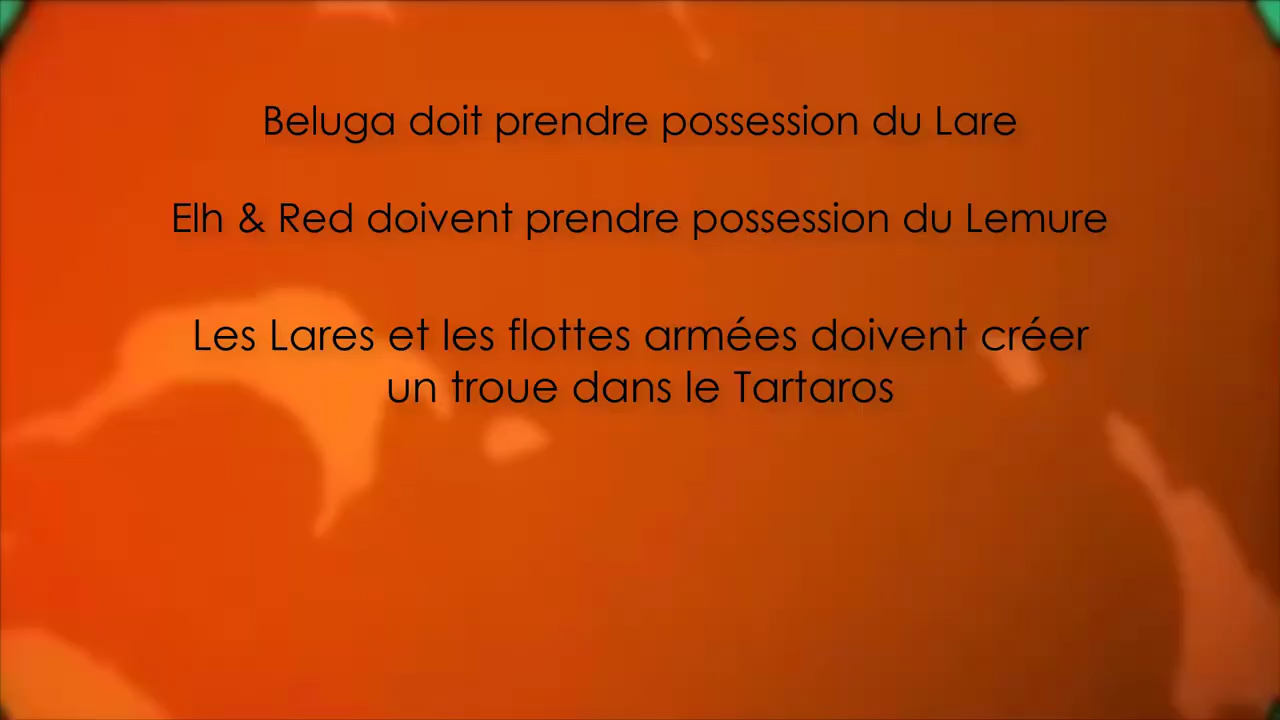 Beluga doit prendre possession du Lare
Elh & Red doivent prendre possession du Lemure
Les Lares et les flottes armées doivent créer
un troue dans le Tartaros